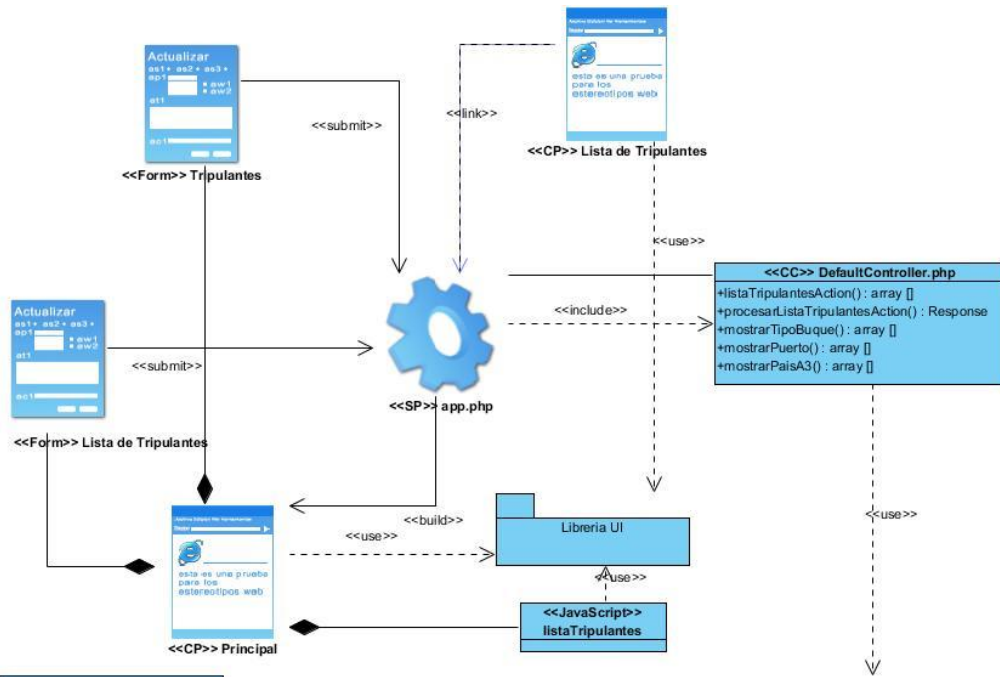 Actualizar
as1• as2• as3•
ap1
aw1
aw2
at1
ac1
<<Form>> Tripulantes
<<submit>>
<<link>>
esta es una prueba
para los
estereotipos web
<<CP>> Lista de Tripulantes
<<use>>
Actualizar
as1• as2• as3•
ap1
aw1
aw2
at1
ac1
<<Form>> Lista de Tripulantes
<<submit>>
<<SP>> app.php
<<include>>
<<CC>> DefaultController.php
+listaTripulantesAction() : array []
+procesarListaTripulantesAction() : Response
+mostrarTipoBuque() : array []
+mostrarPuerto() : array []
+mostrarPaisA3() : array []
<<build>>
<<use>>
Libreria UI
<<use>>
<<use>>
esta es una prueba
para los
estereotipos web
<<CP>> Principal
<<JavaScript>>
listaTripulantes